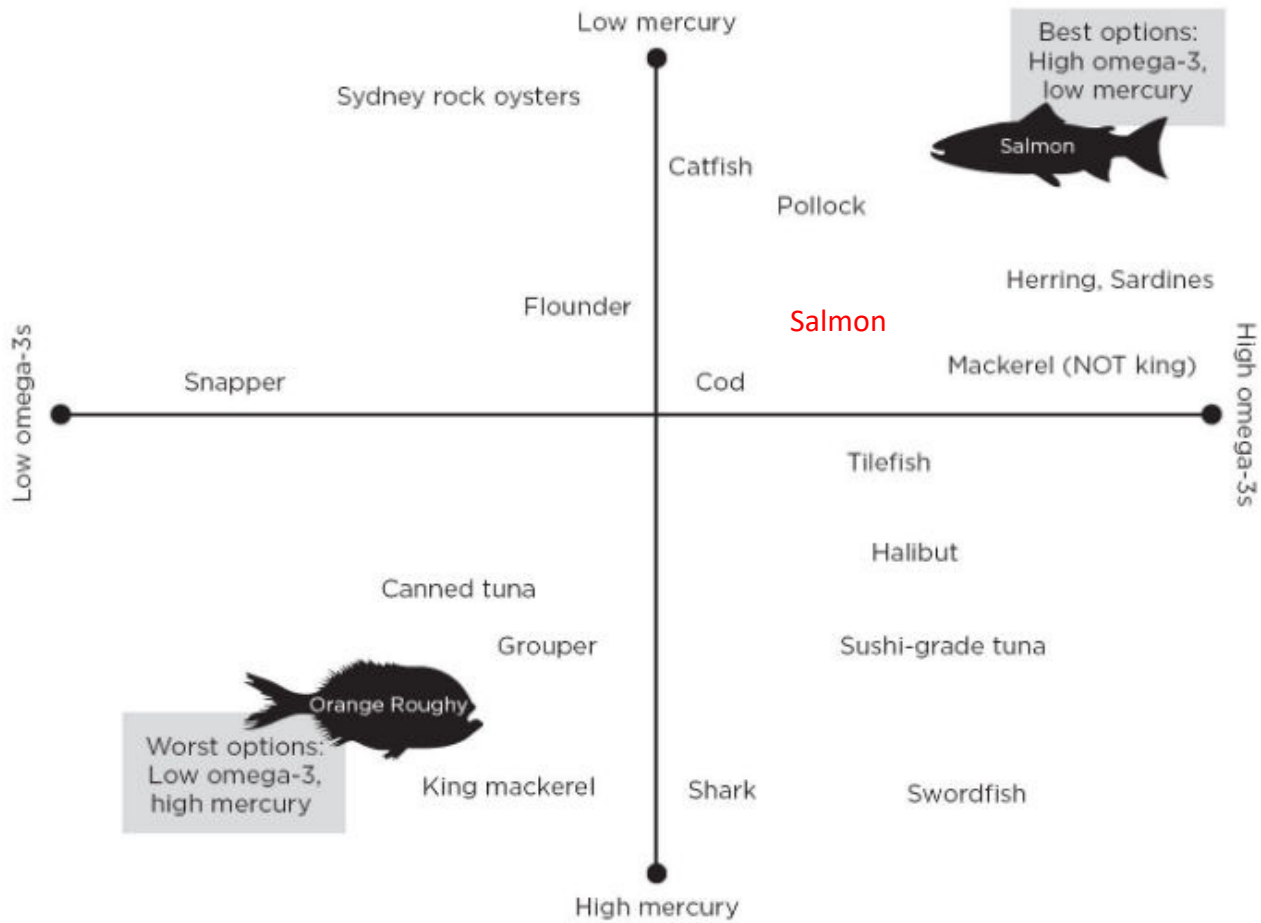 Low mercury
Best options:
High omega-3,
low mercury
Sydney rock oysters
Salmon
Catfish
Pollock
Herring, Sardines
Flounder
Salmon
Low omega-3s
High omega-3s
Snapper
Cod
Mackerel (NOT king)
Tilefish
Halibut
Canned tuna
Grouper
Sushi-grade tuna
Orange Roughy
Worst options:
Low omega-3,
high mercury
King mackerel
Shark
Swordfish
High mercury